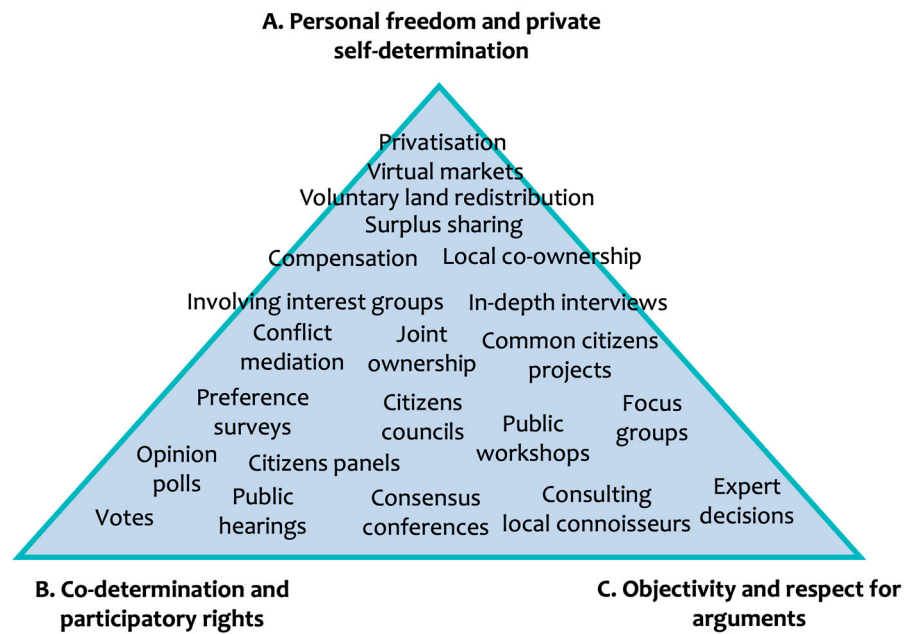 A. Personal freedom and private
self-determination
Privatisation
Virtual markets
Voluntary land redistribution
Surplus sharing
Compensation
Local co-ownership
Involving interest groups
In-depth interviews
Conflict
mediation
Joint
ownership
Common citizens
projects
Preference
surveys
Citizens
councils
Public
workshops
Focus
groups
Opinion
polls
Citizens panels
Votes
Public
hearings
Consensus
conferences
Consulting
local connoisseurs
Expert
decisions
B. Co-determination and
participatory rights
C. Objectivity and respect for
arguments